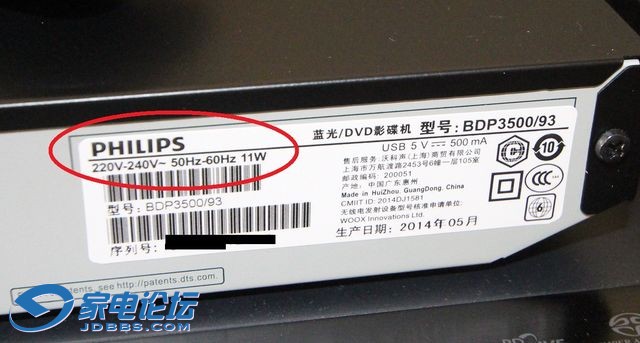 PHILIPS
220V-240V~ 50Hz-60Hz 11W
型号: BDP3500/93
序列号:
蓝光/DVD影碟机 型号: BDP3500/93
USB 5 V 500 mA
售后服务: 沃科声(上海)商贸有限公司
上海市万航渡路2453号6幢一层105室
邮政编码: 200051
产地: 中国广东惠州
Made in HuiZhou, GuangDong, China
CMIIT ID: 2014DJ1581
无线电发射设备型号核准申请单位:
WOOX Innovations Ltd.
生产日期: 2014年05月
10
CCC
6
patents, see http://patents.dts.com.
家电论坛
JDBBS.COM